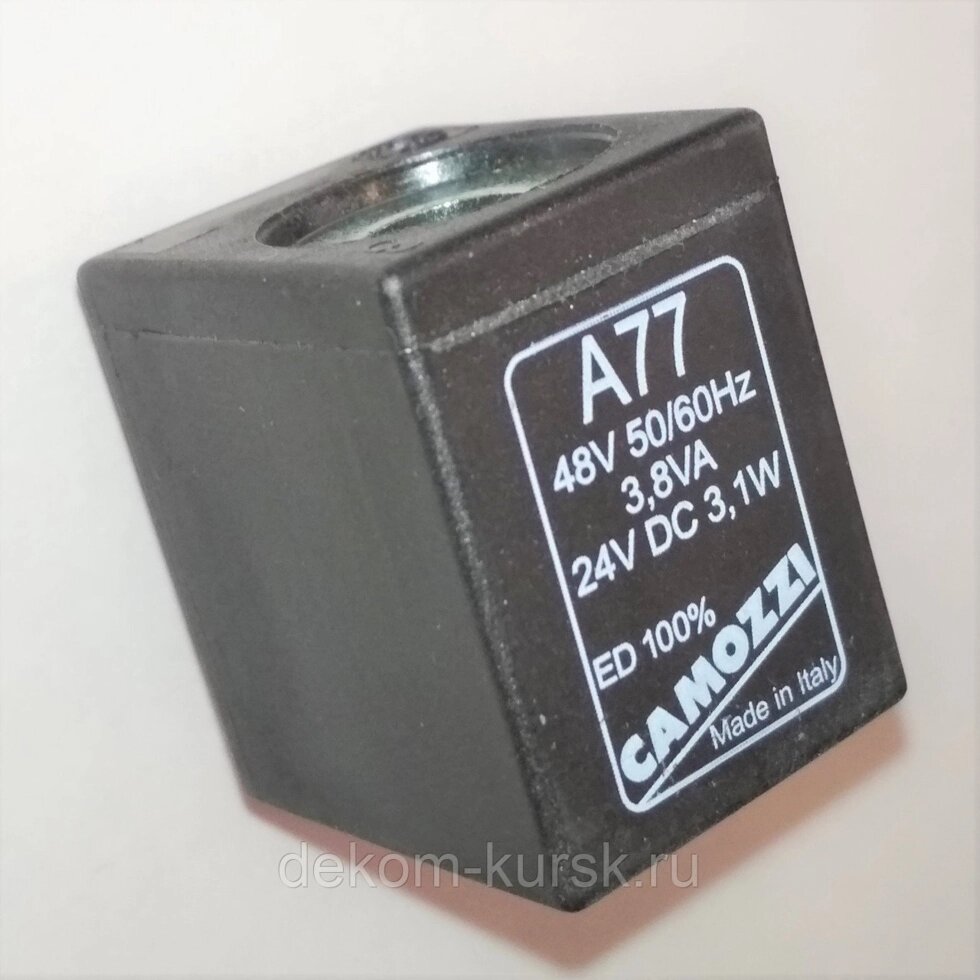 A77
48V 50/60Hz
3,8VA
24V DC 3,1W
ED 100%
CAMOZZI
Made in Italy
dekom-kursk.ru